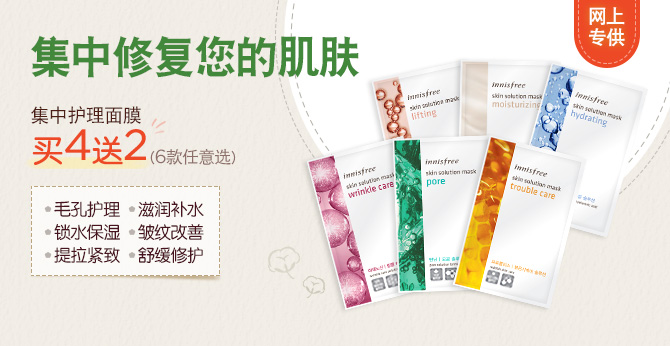 集中修复您的肌肤
网上
专供
集中护理面膜
买4送2(6款任意选)
毛孔护理 滋润补水
锁水保湿 皱纹改善
提拉紧致 舒缓修护
innisfree
skin solution mask
lifting
innisfree
skin solution mask
moisturizing
innisfree
skin solution mask
hydrating
innisfree
skin solution mask
wrinkle care
innisfree
skin solution mask
pore
innisfree
skin solution mask
trouble care